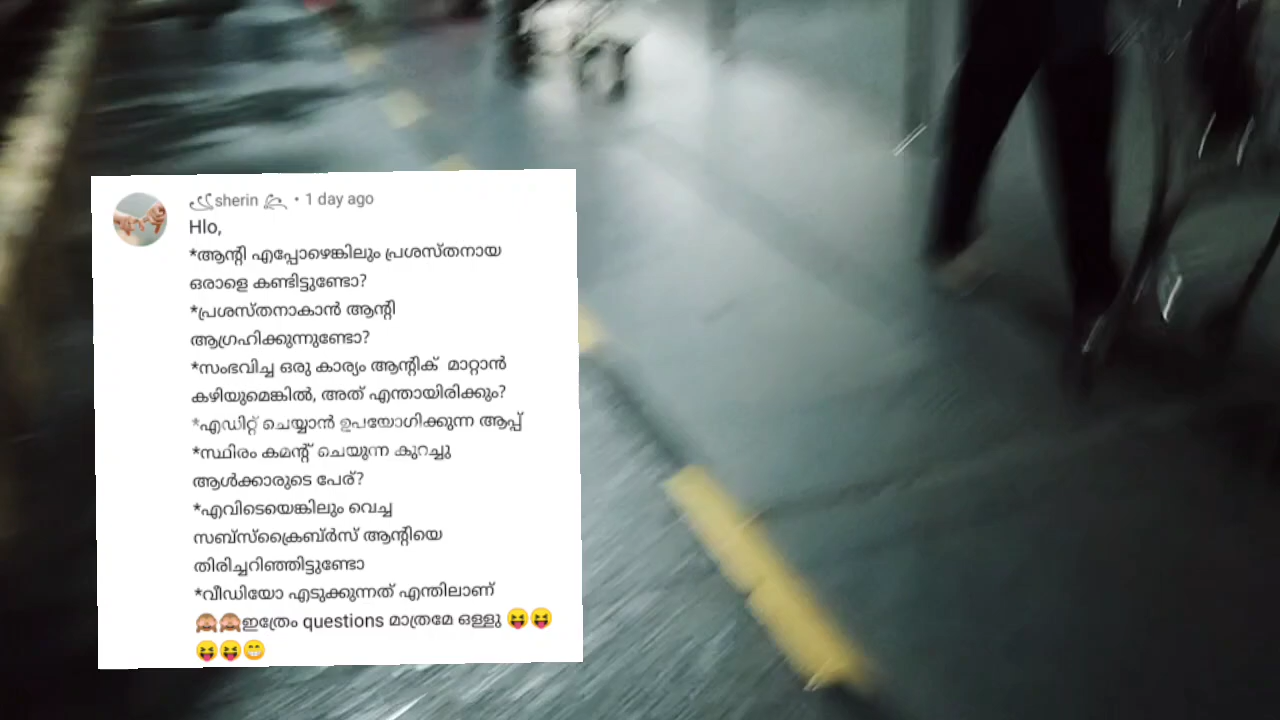 sherin • 1 day ago
Hlo,
*ആന്റി എപ്പോഴെങ്കിലും പ്രശസ്തനായ
ഒരാളെ കണ്ടിട്ടുണ്ടോ?
*പ്രശസ്തനാകാൻ ആന്റി
ആഗ്രഹിക്കുന്നുണ്ടോ?
*സംഭവിച്ച ഒരു കാര്യം ആന്റിക് മാറ്റാൻ
കഴിയുമെങ്കിൽ, അത് എന്തായിരിക്കും?
*എഡിറ്റ് ചെയ്യാൻ ഉപയോഗിക്കുന്ന ആപ്പ്
*സ്ഥിരം കമന്റ് ചെയുന്ന കുറച്ചു
ആൾക്കാരുടെ പേര്?
*എവിടെയെങ്കിലും വെച്ച
സബ്സ്ക്രൈബ്ർസ് ആന്റിയെ
തിരിച്ചറിഞ്ഞിട്ടുണ്ടോ
*വീഡിയോ എടുക്കുന്നത് എന്തിലാണ്
🙈🙈ഇത്രേം questions മാത്രമേ ഒള്ളു 😝😝
😝😝😁